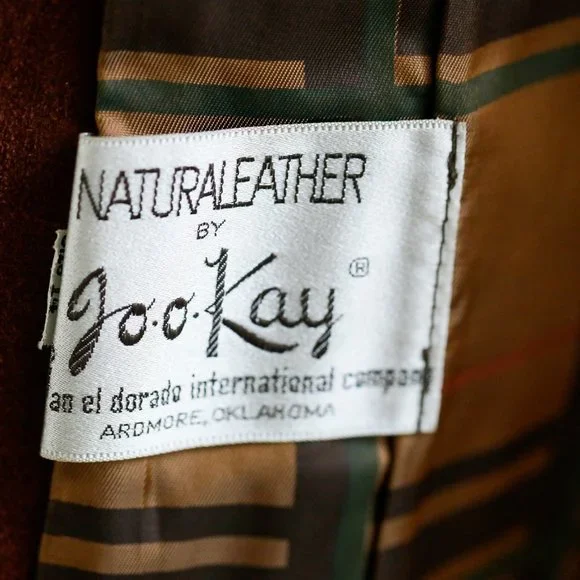 NATURALEATHER
BY
Jo.o.Kay®
an el dorado international company
ARDMORE, OKLAHOMA